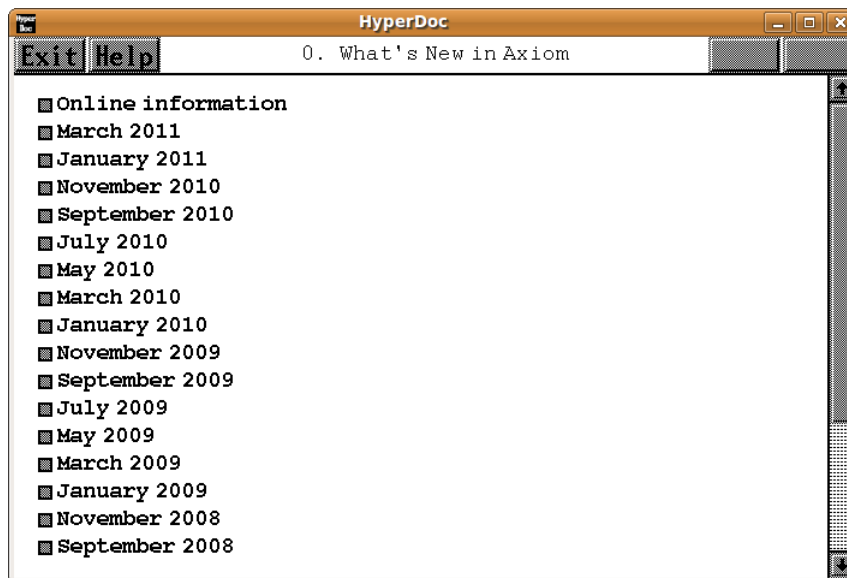 Hyper Doc
HyperDoc
Exit Help
0. What's New in Axiom
Online information
March 2011
January 2011
November 2010
September 2010
July 2010
May 2010
March 2010
January 2010
November 2009
September 2009
July 2009
May 2009
March 2009
January 2009
November 2008
September 2008